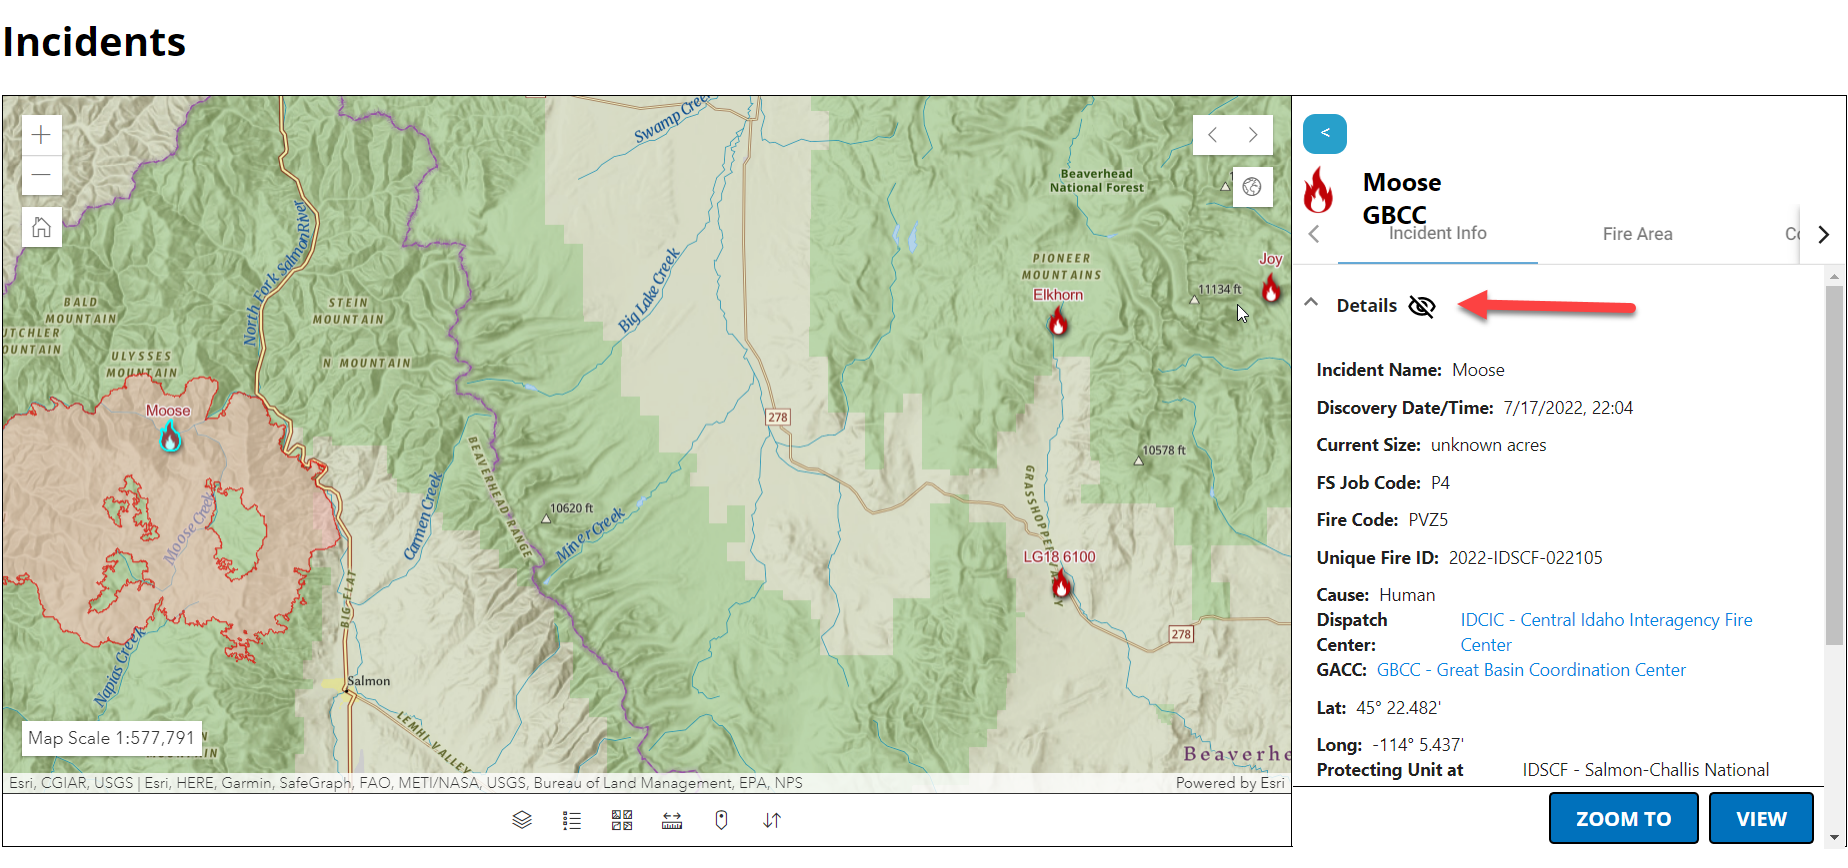 Incidents
Swamp Creek
Beaverhead
National Forest
North Fork Salmon River
Big Lake Creek
PIONEER
MOUNTAINS
Joy
11134 ft
Elkhorn
BALD
MOUNTAIN
STEIN
MOUNTAIN
UTCHLER
OUNTAIN
ULYSSES
MOUNTAIN
N MOUNTAIN
Moose
278
10578 ft
BEAVERHEAD RANGE
Carmen Creek
10620 ft
Miner Creek
Moose Creek
LG18 6100
BIG FLAT
Napias Creek
278
Salmon
LEMHI VALLEY
Map Scale 1:577,791
Beaverhe
Esri, CGIAR, USGS | Esri, HERE, Garmin, SafeGraph, FAO, METI/NASA, USGS, Bureau of Land Management, EPA, NPS
Powered by Esri
<
Moose
GBCC
Incident Info
Fire Area
Details
Incident Name: Moose
Discovery Date/Time: 7/17/2022, 22:04
Current Size: unknown acres
FS Job Code: P4
Fire Code: PVZ5
Unique Fire ID: 2022-IDSCF-022105
Cause: Human
Dispatch Center: IDCIC - Central Idaho Interagency Fire Center
GACC: GBCC - Great Basin Coordination Center
Lat: 45° 22.482'
Long: -114° 5.437'
Protecting Unit at IDSCF - Salmon-Challis National
ZOOM TO
VIEW